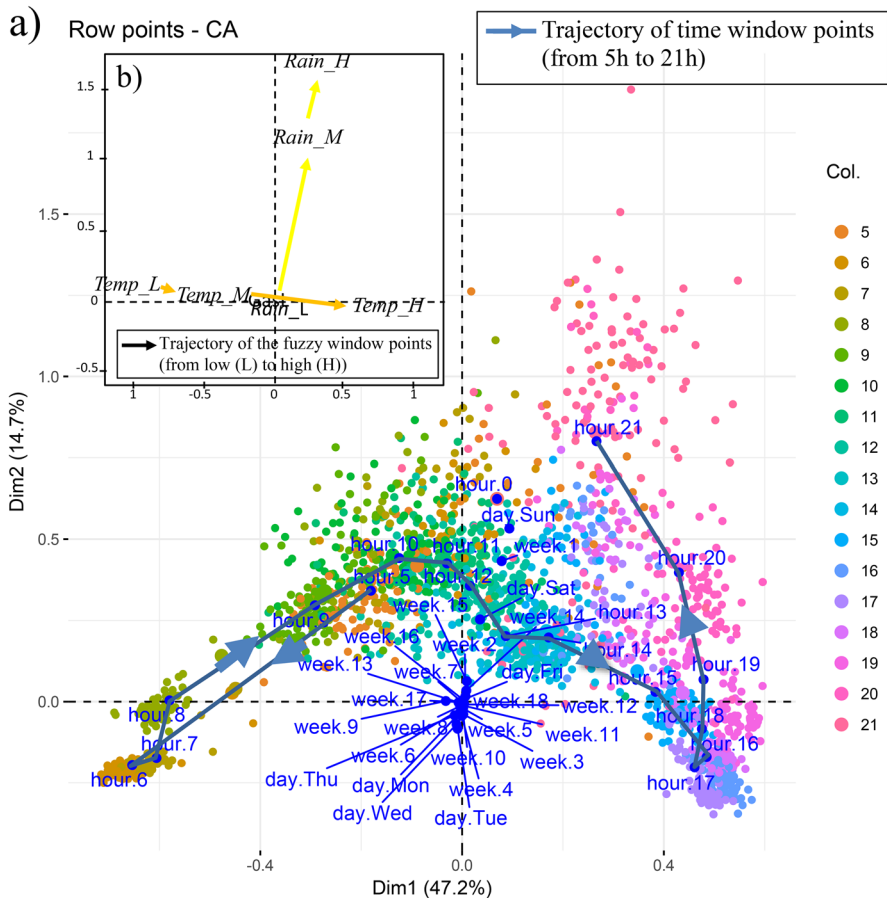 a)
Row points - CA
Trajectory of time window points
(from 5h to 21h)
b)
Rain_H
Rain_M
Temp_L
Temp_M
Rain_L
Temp_H
Trajectory of the fuzzy window points
(from low (L) to high (H))
1.5
1
0.5
0
-0.5
1
0.5
0
0.5
1
1.5
1.0
0.5
0.0
-0.4
0.0
0.4
Dim2 (14.7%)
Dim1 (47.2%)
hour.21
hour.0
day.Sun
week.1
hour.10
hour.11
hour.20
hour.5
hour.12
day.Sat
week.15
hour.9
week.14
hour.13
week.16
week.2
hour.14
week.13
week.7
day.Fri
hour.15
hour.19
hour.8
week.17
week.18
week.12
hour.18
week.9
week.8
week.5
week.11
hour.7
hour.16
hour.6
week.6
week.10
week.3
hour.17
day.Thu
day.Mon
week.4
day.Wed
day.Tue
Col.
5
6
7
8
9
10
11
12
13
14
15
16
17
18
19
20
21